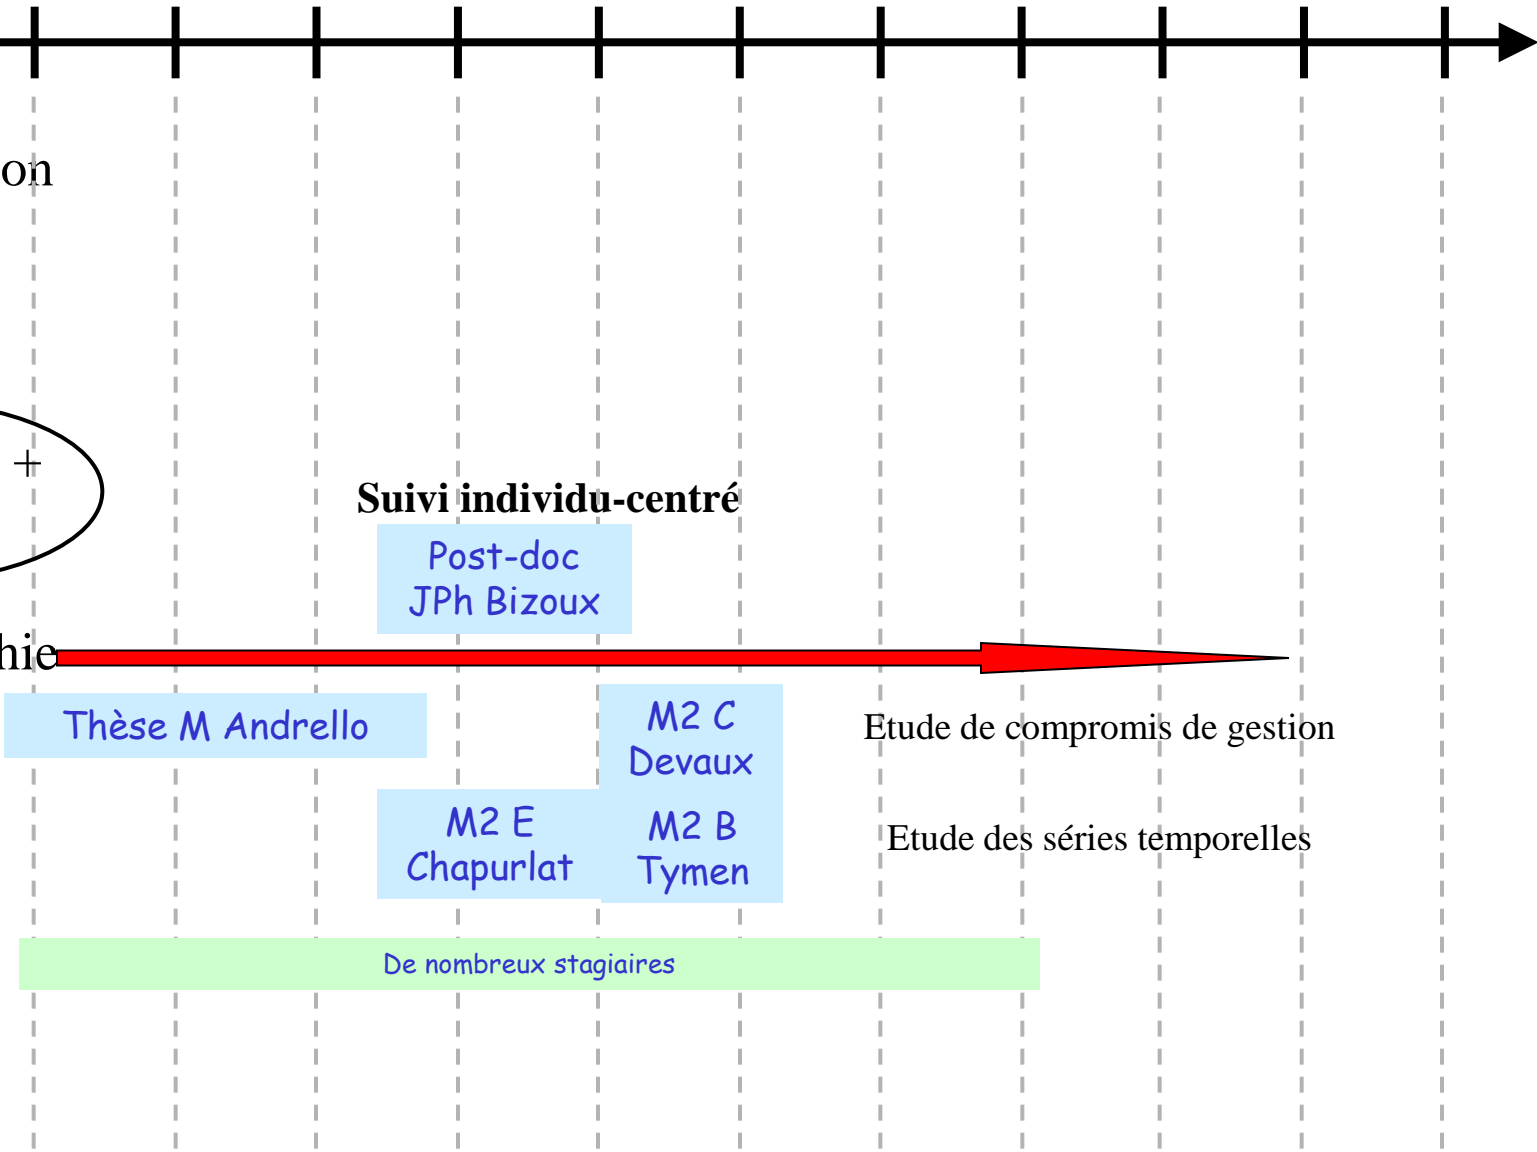 on
+
Suivi individu-centré
Post-doc
JPh Bizoux
hie
Thèse M Andrello
M2 C
Devaux
Etude de compromis de gestion
M2 E
Chapurlat
M2 B
Tymen
Etude des séries temporelles
De nombreux stagiaires